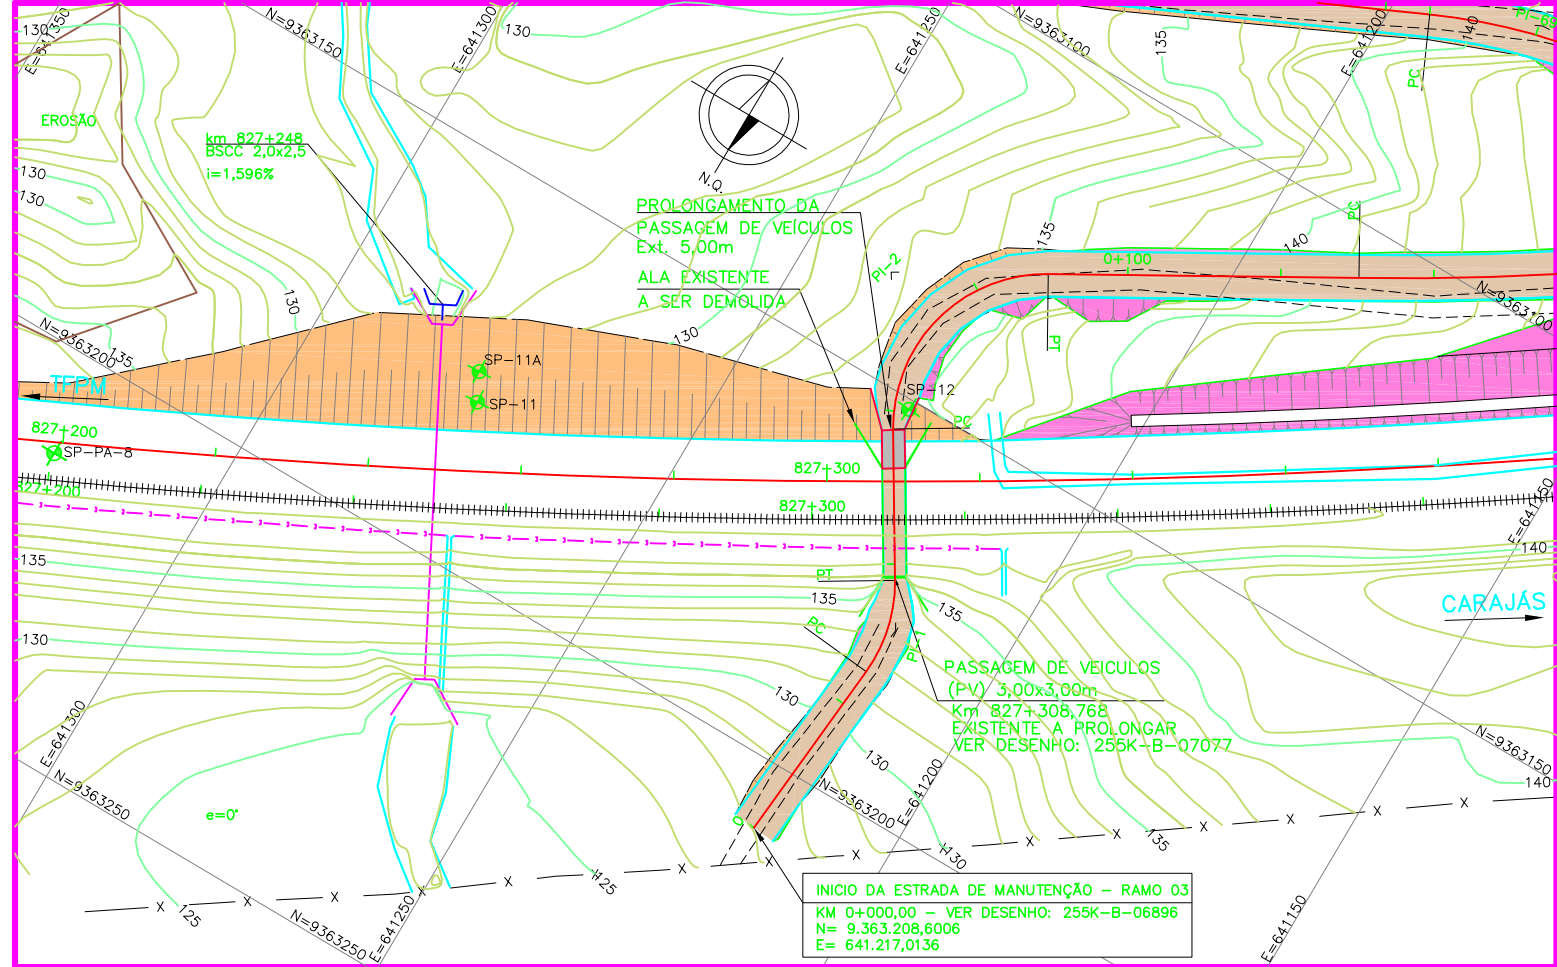 130
E=641350
N=9363150
E=641300
130
E=641250
N=9363100
135
E=641200
140
PI-69
PC
EROSÃO
km 827+248
BSCC 2,0x2,5
i=1,596%
130
130
N.Q.
PROLONGAMENTO DA
PASSAGEM DE VEÍCULOS
Ext. 5,00m
ALA EXISTENTE
A SER DEMOLIDA
PI-2
135
0+100
PC
140
N=9363100
130
N=9363200
135
130
PT
SP-11A
SP-11
SP-12
PC
TFPM
827+200
SP-PA-8
827+200
827+300
827+300
E=641150
140
135
PT
135
135
PC
PI-1
CARAJÁS
130
PASSAGEM DE VEICULOS
(PV) 3,00x3,00m
Km 827+308,768
EXISTENTE A PROLONGAR
VER DESENHO: 255K-B-07077
130
130
E=641300
N=9363250
N=9363150
140
E=641200
N=9363200
e=0°
0
135
130
125
125
INICIO DA ESTRADA DE MANUTENÇÃO - RAMO 03
KM 0+000,00 - VER DESENHO: 255K-B-06896
N= 9.363.208,6006
E= 641.217,0136
N=9363250
E=641250
E=641150